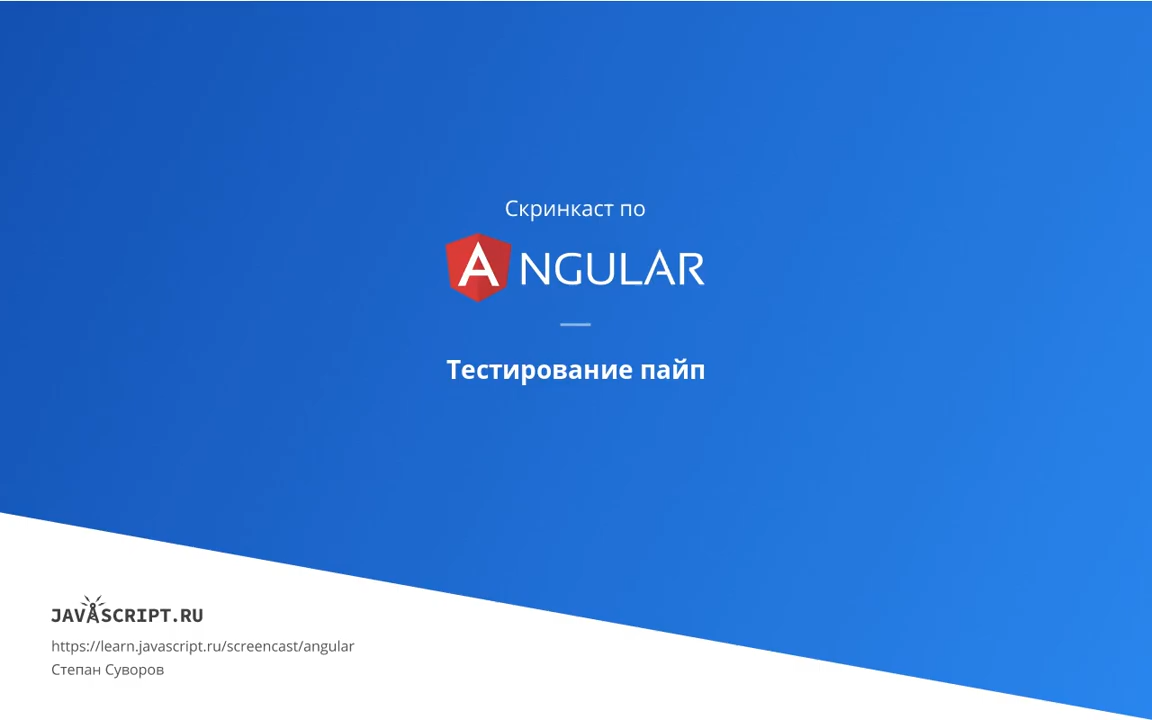 Скринкаст по
ANGULAR
Тестирование пайп
JAVASCRIPT.RU
https://learn.javascript.ru/screencast/angular
Степан Суворов